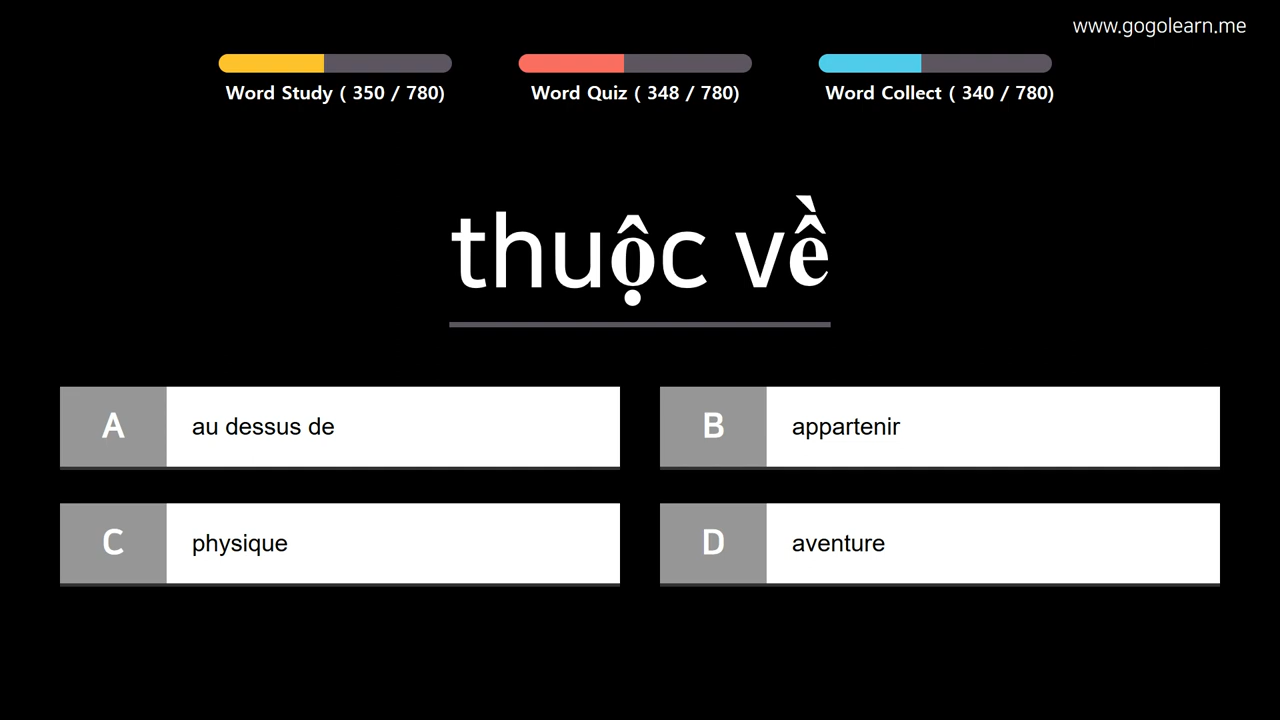 www.gogolearn.me
Word Study ( 350 / 780)
Word Quiz ( 348 / 780)
Word Collect ( 340 / 780)
thuộc về
A au dessus de
B appartenir
C physique
D aventure